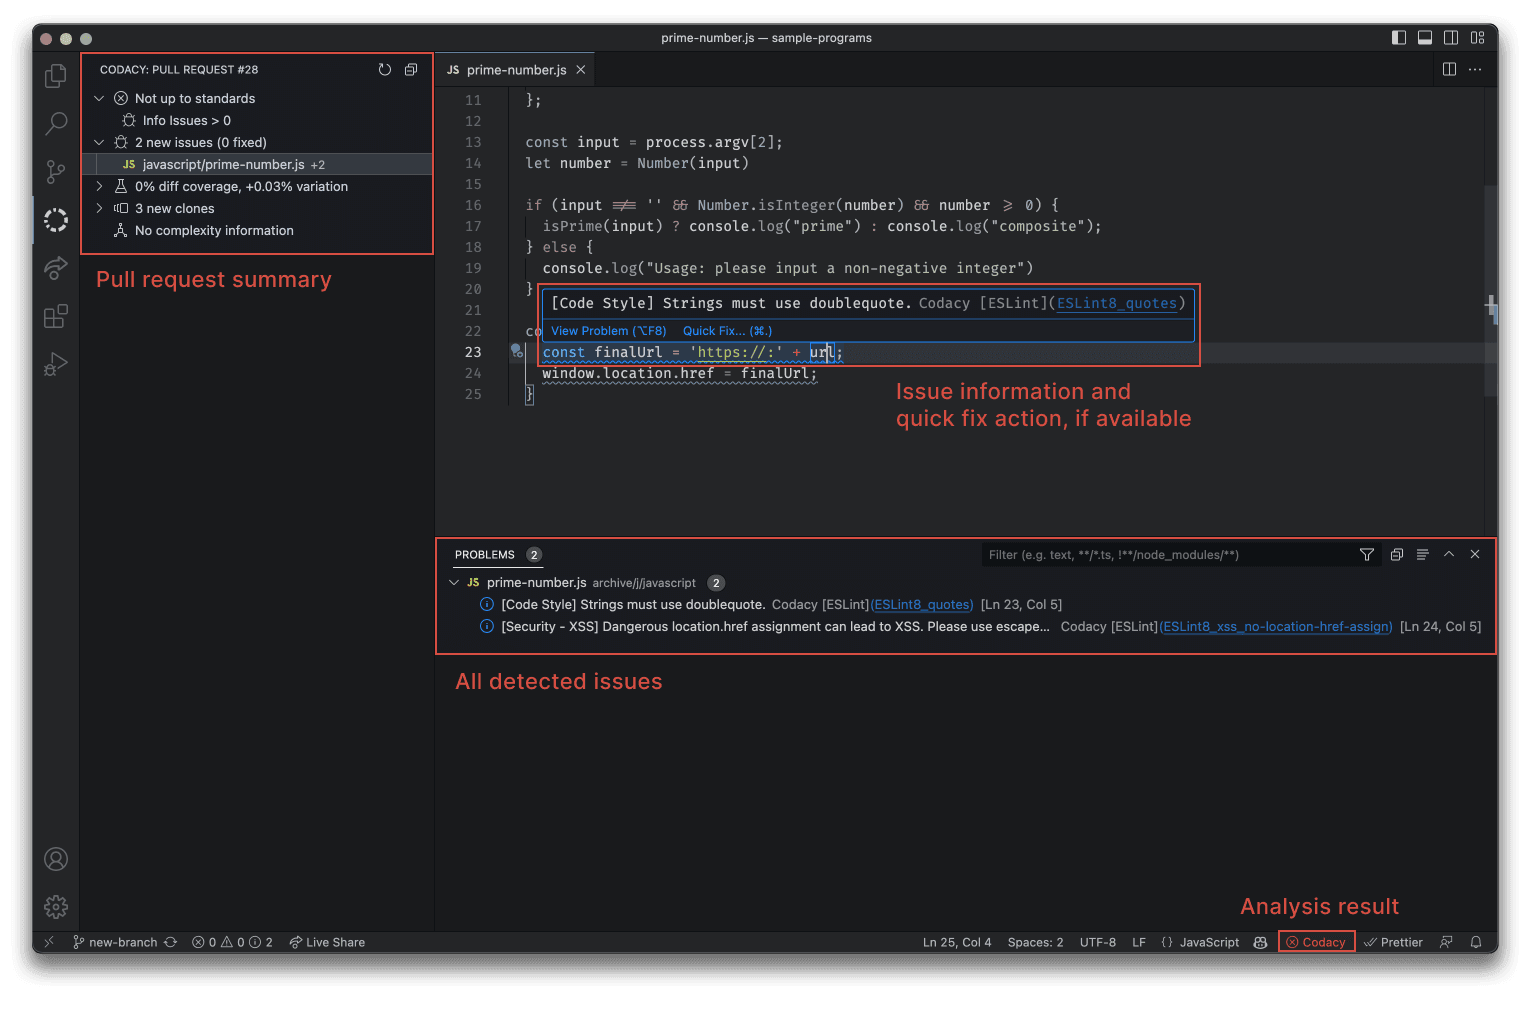 prime-number.js — sample-programs
CODACY: PULL REQUEST #28
Not up to standards
Info Issues > 0
2 new issues (0 fixed)
JS javascript/prime-number.js +2
0% diff coverage, +0.03% variation
3 new clones
No complexity information
Pull request summary
JS prime-number.js
11 };
12
13 const input = process.argv[2];
14 let number = Number(input)
15
16 if (input !== '' && Number.isInteger(number) && number >= 0) {
17 isPrime(input) ? console.log("prime") : console.log("composite");
18 } else {
19 console.log("Usage: please input a non-negative integer")
20 }
[Code Style] Strings must use doublequote. Codacy [ESLint](ESLint8_quotes)
21
View Problem (⌥F8) Quick Fix... (⌘.)
22 co
23 const finalUrl = 'https://:' + url;
24 window.location.href = finalUrl;
25 }
Issue information and
quick fix action, if available
PROBLEMS 2
Filter (e.g. text, **/*.ts, !**/node_modules/**)
JS prime-number.js archive/j/javascript 2
[Code Style] Strings must use doublequote. Codacy [ESLint](ESLint8_quotes) [Ln 23, Col 5]
[Security - XSS] Dangerous location.href assignment can lead to XSS. Please use escape... Codacy [ESLint](ESLint8_xss_no-location-href-assign) [Ln 24, Col 5]
All detected issues
Analysis result
new-branch 0 0 2 Live Share
Ln 25, Col 4 Spaces: 2 UTF-8 LF {} JavaScript Codacy Prettier